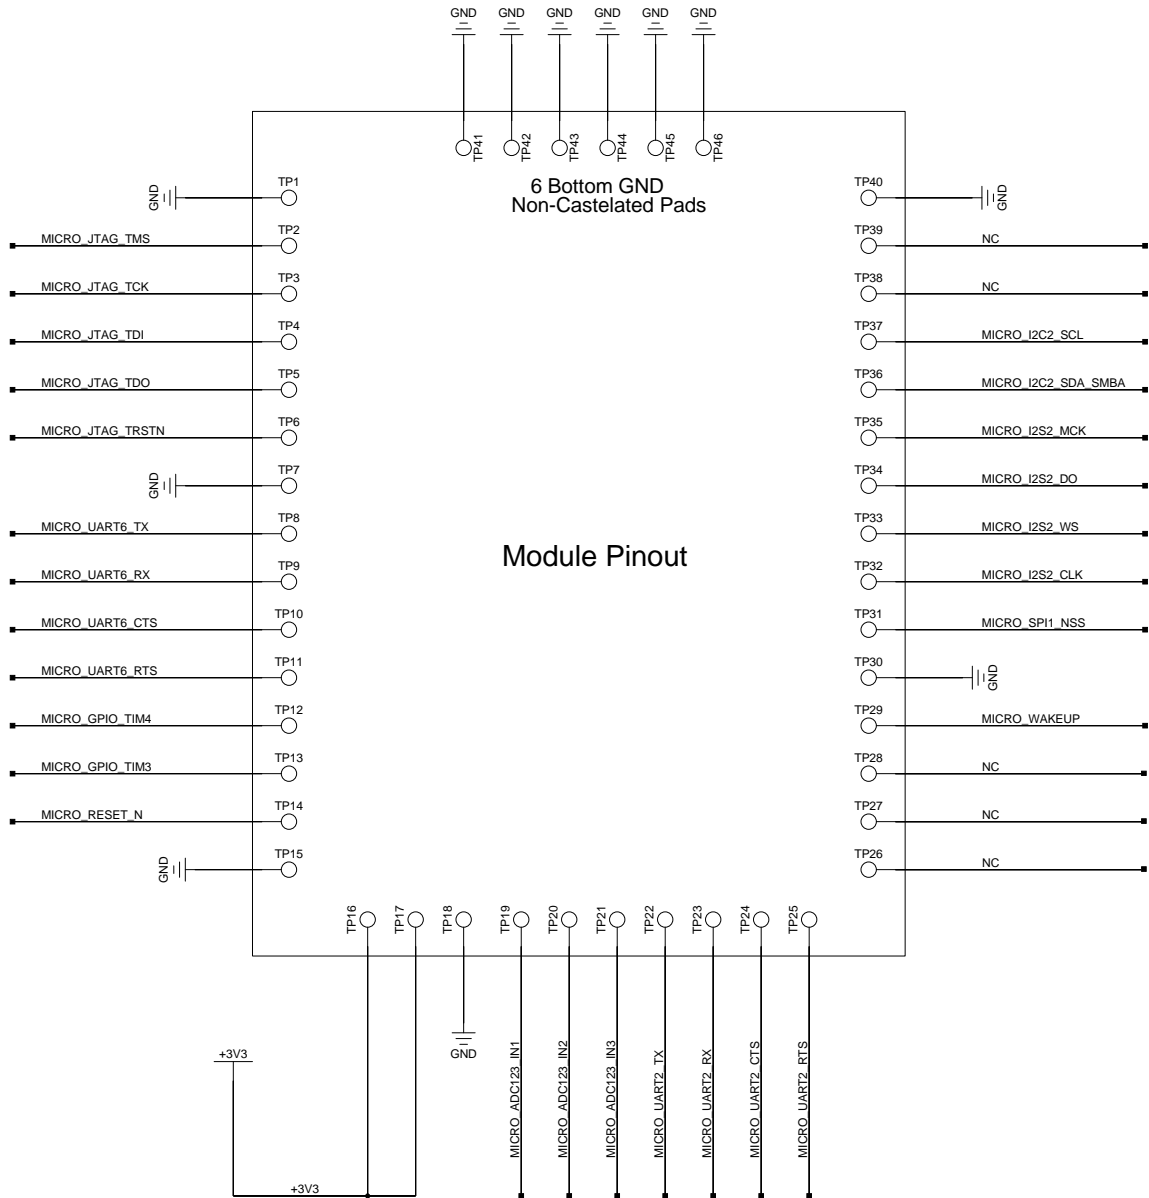 GND GND GND GND GND GND
TP41 TP42 TP43 TP44 TP45 TP46
6 Bottom GND
Non-Castelated Pads
GND TP1
MICRO_JTAG_TMS TP2
MICRO_JTAG_TCK TP3
MICRO_JTAG_TDI TP4
MICRO_JTAG_TDO TP5
MICRO_JTAG_TRSTN TP6
GND TP7
MICRO_UART6_TX TP8
MICRO_UART6_RX TP9
MICRO_UART6_CTS TP10
MICRO_UART6_RTS TP11
MICRO_GPIO_TIM4 TP12
MICRO_GPIO_TIM3 TP13
MICRO_RESET_N TP14
GND TP15
Module Pinout
TP40 GND
TP39 NC
TP38 NC
TP37 MICRO_I2C2_SCL
TP36 MICRO_I2C2_SDA_SMBA
TP35 MICRO_I2S2_MCK
TP34 MICRO_I2S2_DO
TP33 MICRO_I2S2_WS
TP32 MICRO_I2S2_CLK
TP31 MICRO_SPI1_NSS
TP30 GND
TP29 MICRO_WAKEUP
TP28 NC
TP27 NC
TP26 NC
TP16
TP17
TP18
TP19
TP20
TP21
TP22
TP23
TP24
TP25
+3V3
+3V3
GND
MICRO_ADC123_IN1
MICRO_ADC123_IN2
MICRO_ADC123_IN3
MICRO_UART2_TX
MICRO_UART2_RX
MICRO_UART2_CTS
MICRO_UART2_RTS